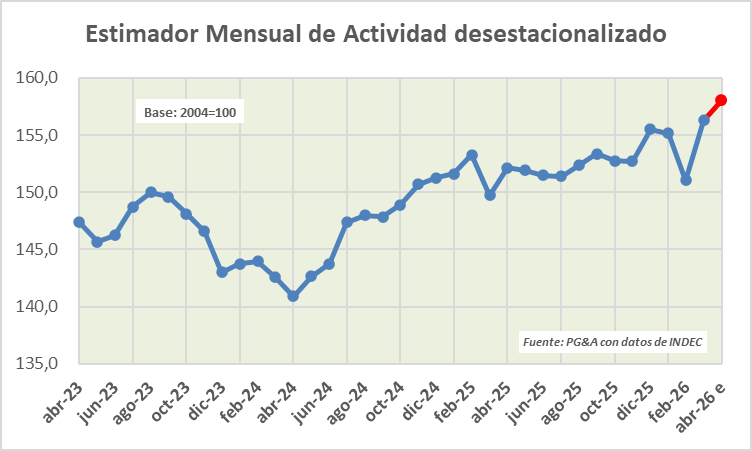 Estimador Mensual de Actividad desestacionalizado
160,0
155,0
150,0
145,0
140,0
135,0
Base: 2004=100
Fuente: PG&A con datos de INDEC
abr-23
jun-23
ago-23
oct-23
dic-23
feb-24
abr-24
jun-24
ago-24
oct-24
dic-24
feb-25
abr-25
jun-25
ago-25
oct-25
dic-25
feb-26
abr-26 e